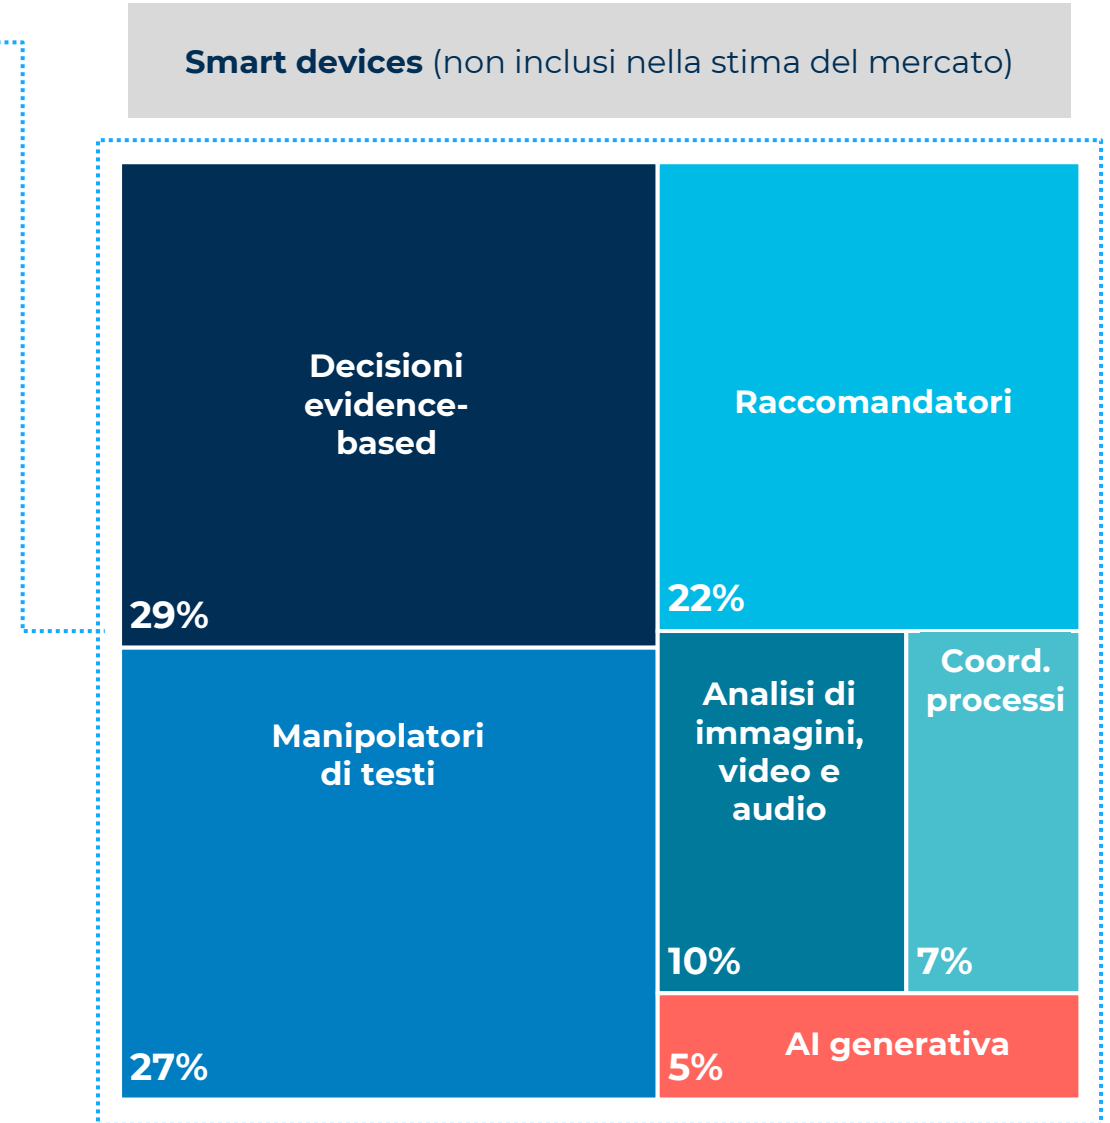 Smart devices (non inclusi nella stima del mercato)
Decisioni
evidence-
based
29%
Raccomandatori
22%
Manipolatori
di testi
27%
Analisi di
immagini,
video e
audio
10%
Coord.
processi
7%
AI generativa
5%